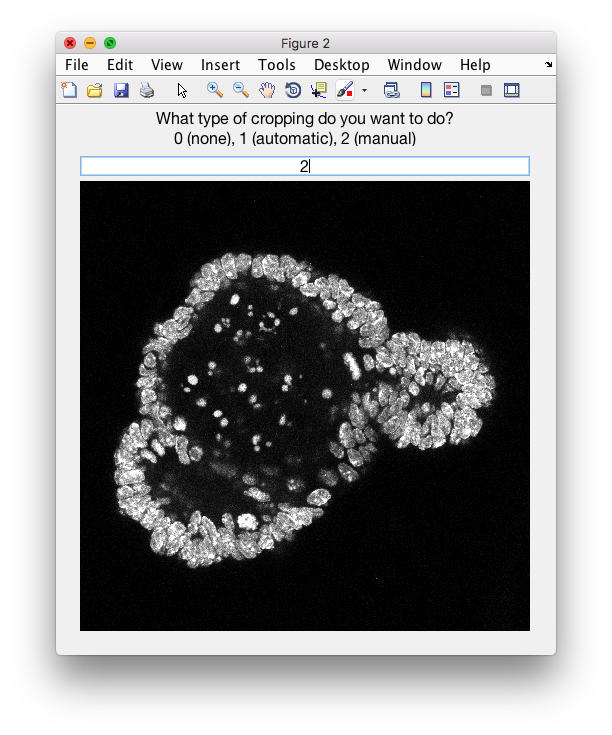 Figure 2
File Edit View Insert Tools Desktop Window Help
What type of cropping do you want to do?
0 (none), 1 (automatic), 2 (manual)
2